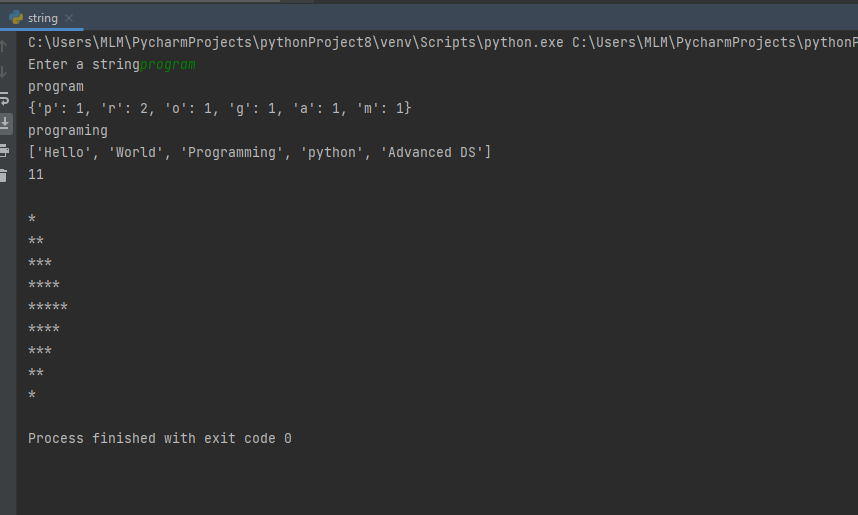 string
C:\Users\MLM\PycharmProjects\pythonProject8\venv\Scripts\python.exe C:\Users\MLM\PycharmProjects\pythonP
Enter a stringprogram
program
{'p': 1, 'r': 2, 'o': 1, 'g': 1, 'a': 1, 'm': 1}
programing
['Hello', 'World', 'Programming', 'python', 'Advanced DS']
11
*
**
***
****
*****
****
***
**
*
Process finished with exit code 0